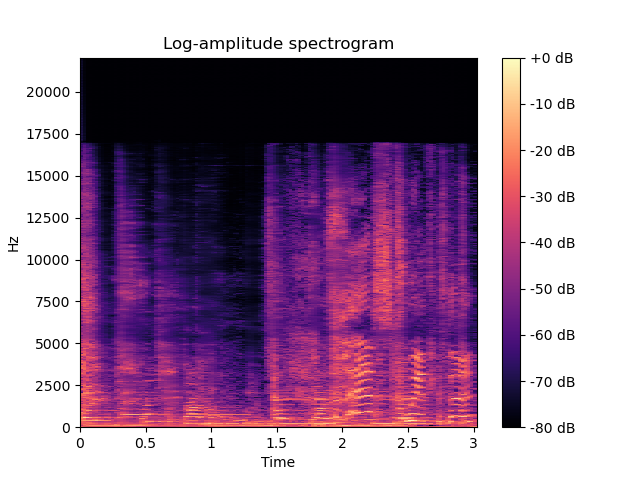 Log-amplitude spectrogram
+0 dB
20000
-10 dB
17500
-20 dB
15000
-30 dB
12500
Hz
-40 dB
10000
-50 dB
7500
-60 dB
5000
-70 dB
2500
0
-80 dB
0 0.5 1 1.5 2 2.5 3
Time